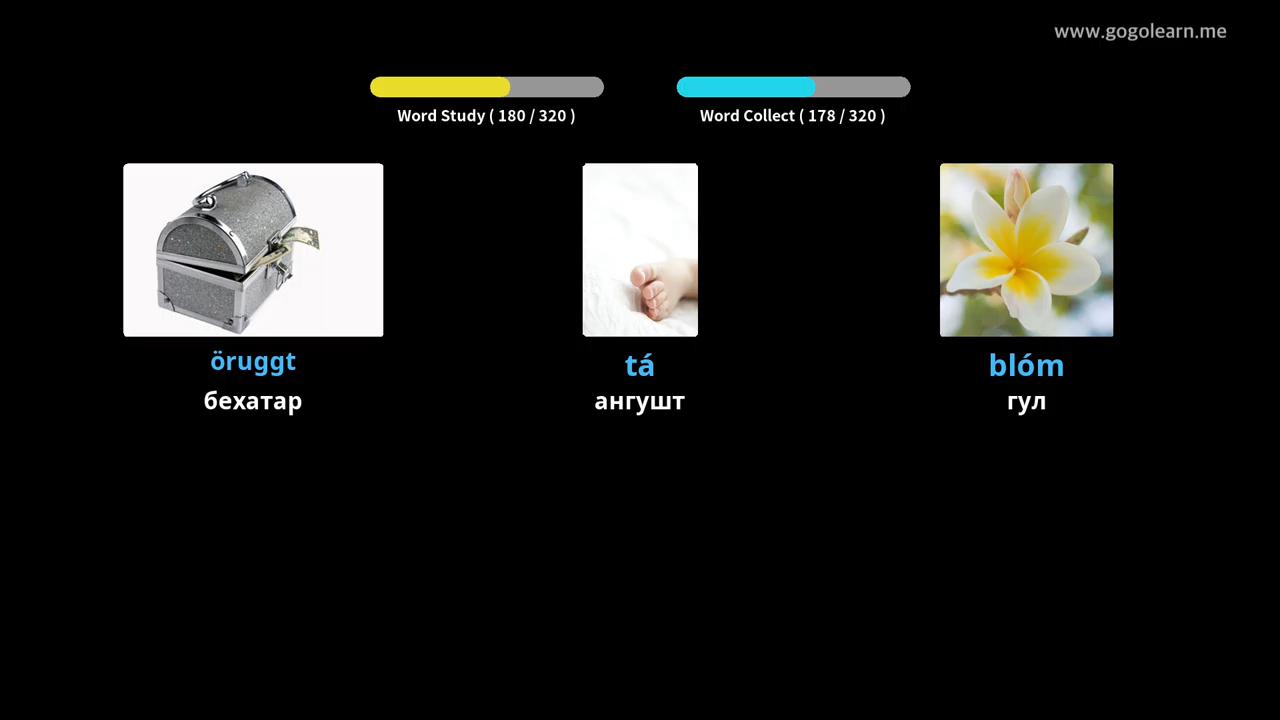 www.gogolearn.me
Word Study ( 180 / 320 )
Word Collect ( 178 / 320 )
öruggt
бехатар
tá
ангушт
blóm
гул